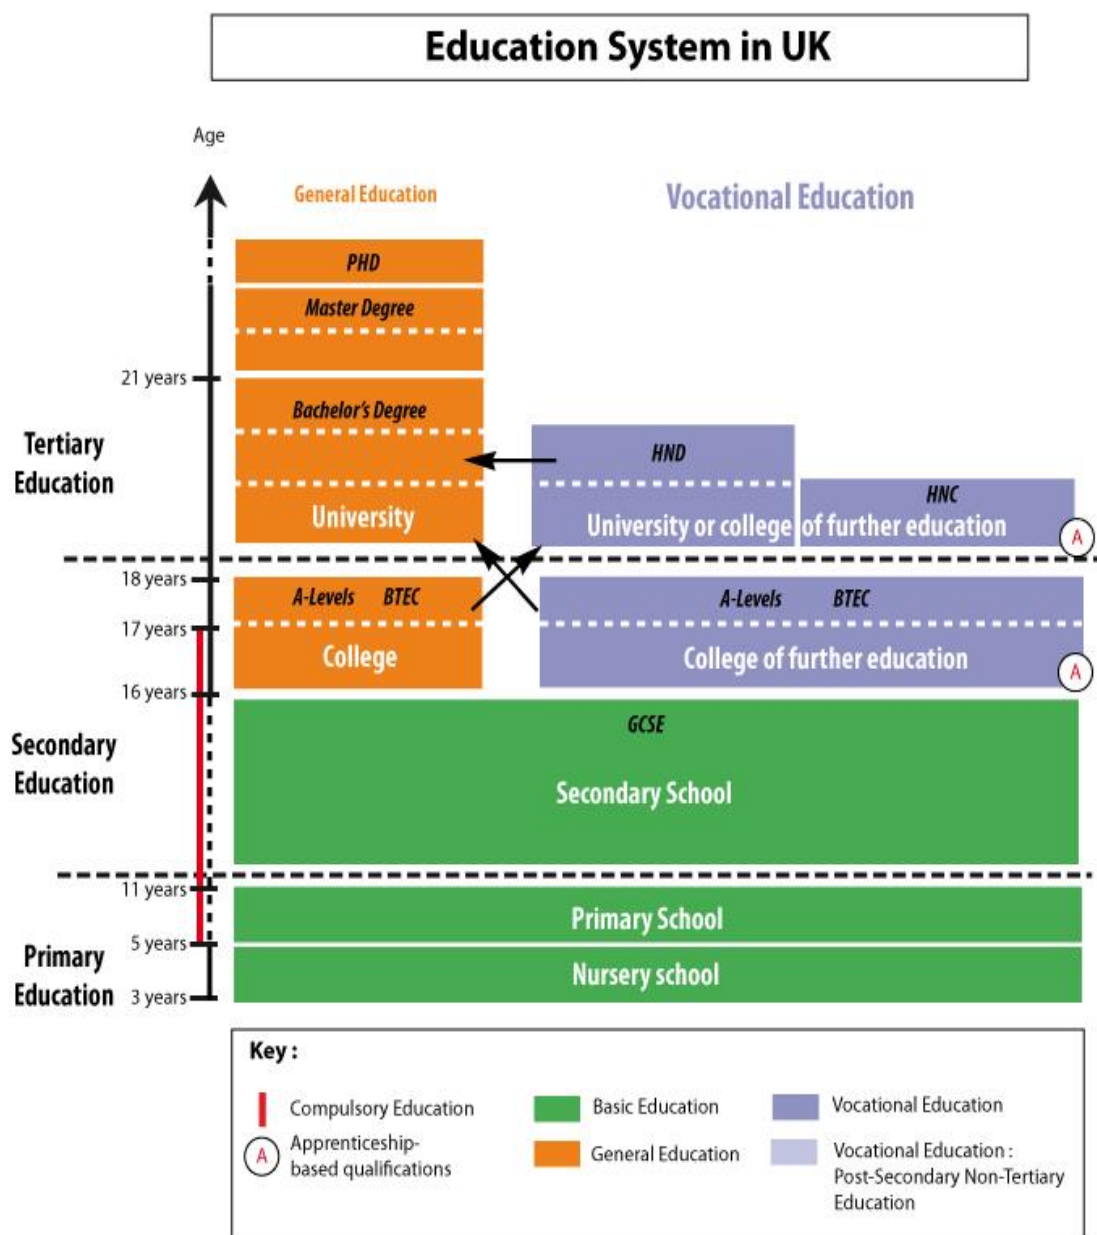 Education System in UK
Age
General Education
Vocational Education
PHD
Master Degree
21 years
Bachelor's Degree
Tertiary
Education
HND
HNC
University
University or college of further education
A
18 years
A-Levels BTEC
A-Levels BTEC
17 years
College
College of further education
A
16 years
GCSE
Secondary
Education
Secondary School
11 years
Primary School
5 years
Primary
Education
Nursery school
3 years
Key :
Compulsory Education
Basic Education
Vocational Education
A
Apprenticeship-
based qualifications
General Education
Vocational Education :
Post-Secondary Non-Tertiary
Education